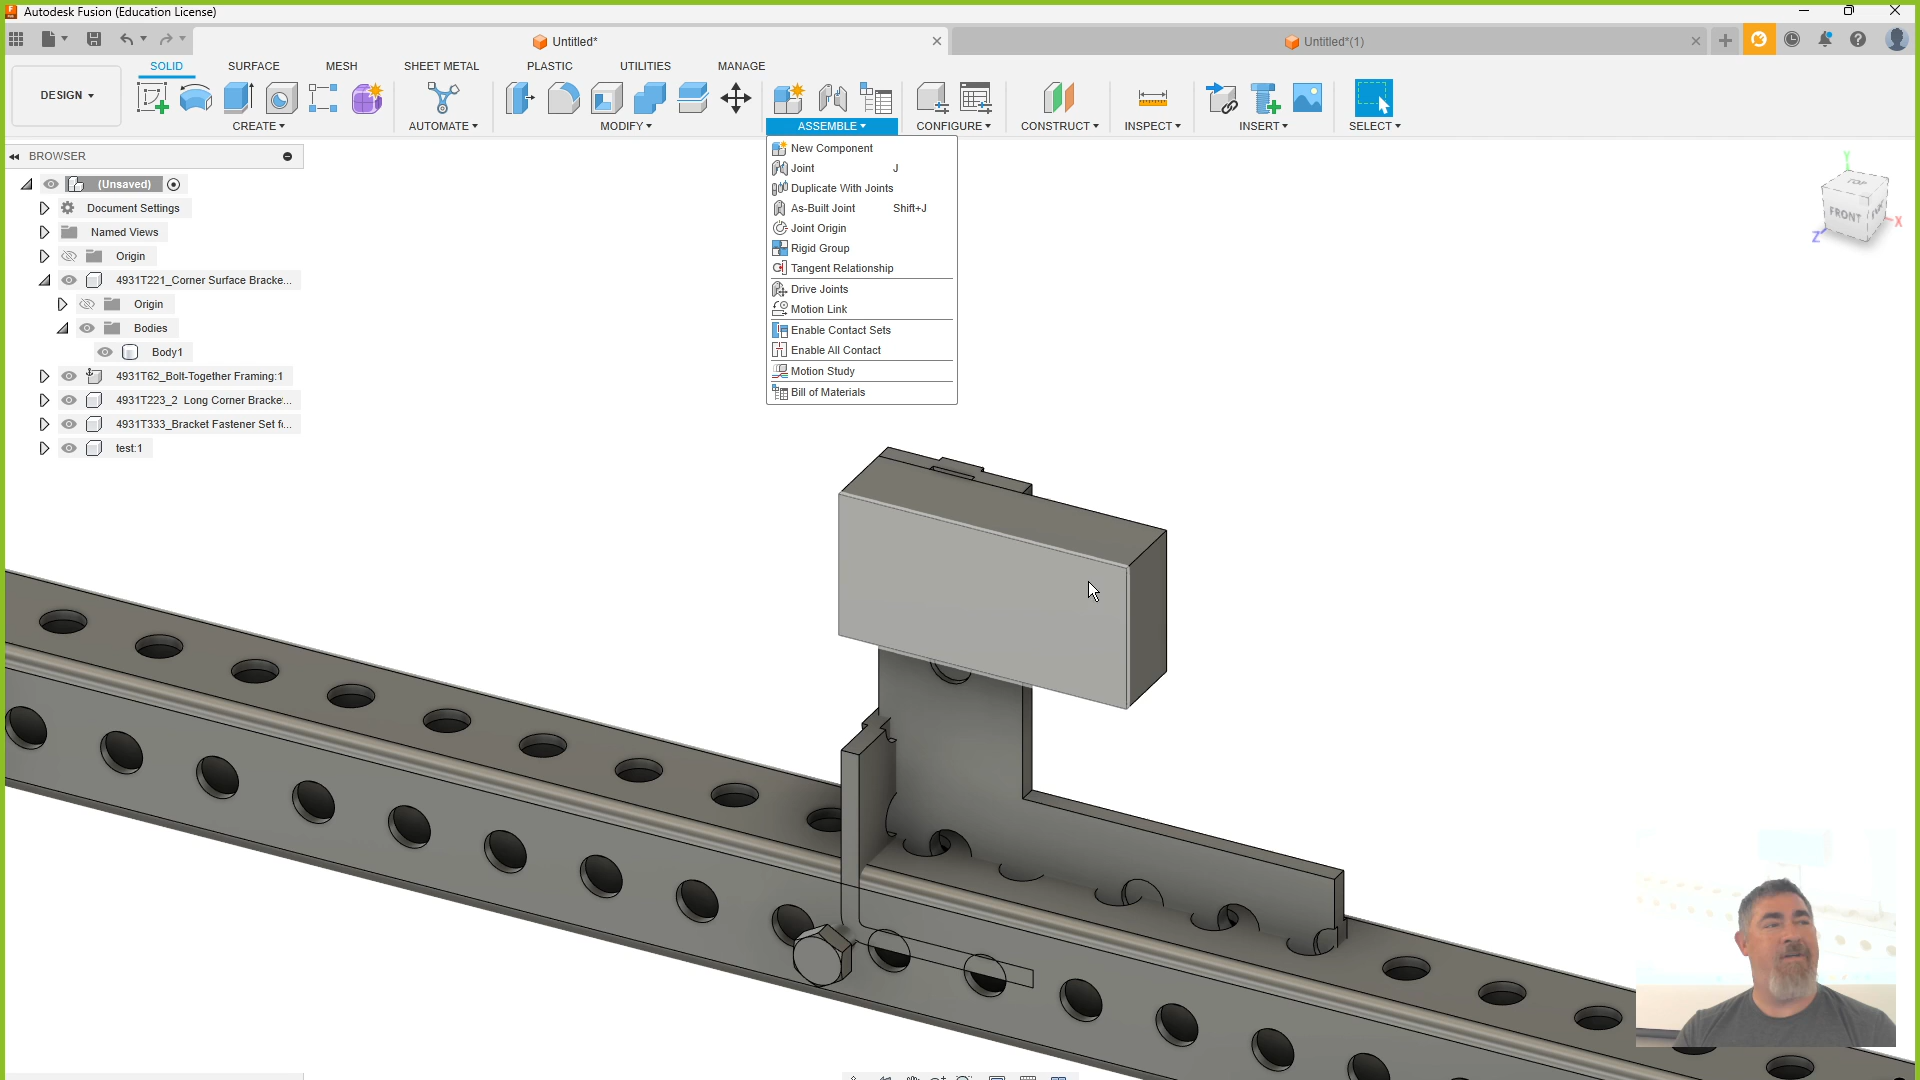 Autodesk Fusion (Education License)
Untitled*
Untitled*(1)
DESIGN
SOLID
SURFACE
MESH
SHEET METAL
PLASTIC
UTILITIES
MANAGE
CREATE
AUTOMATE
MODIFY
ASSEMBLE
CONFIGURE
CONSTRUCT
INSPECT
INSERT
SELECT
BROWSER
(Unsaved)
Document Settings
Named Views
Origin
4931T221_Corner Surface Bracke...
Origin
Bodies
Body1
4931T62_Bolt-Together Framing:1
4931T223_2 Long Corner Bracke...
4931T333_Bracket Fastener Set fi...
test:1
New Component
Joint J
Duplicate With Joints
As-Built Joint Shift+J
Joint Origin
Rigid Group
Tangent Relationship
Drive Joints
Motion Link
Enable Contact Sets
Enable All Contact
Motion Study
Bill of Materials
Y
TOP
FRONT
X
Z